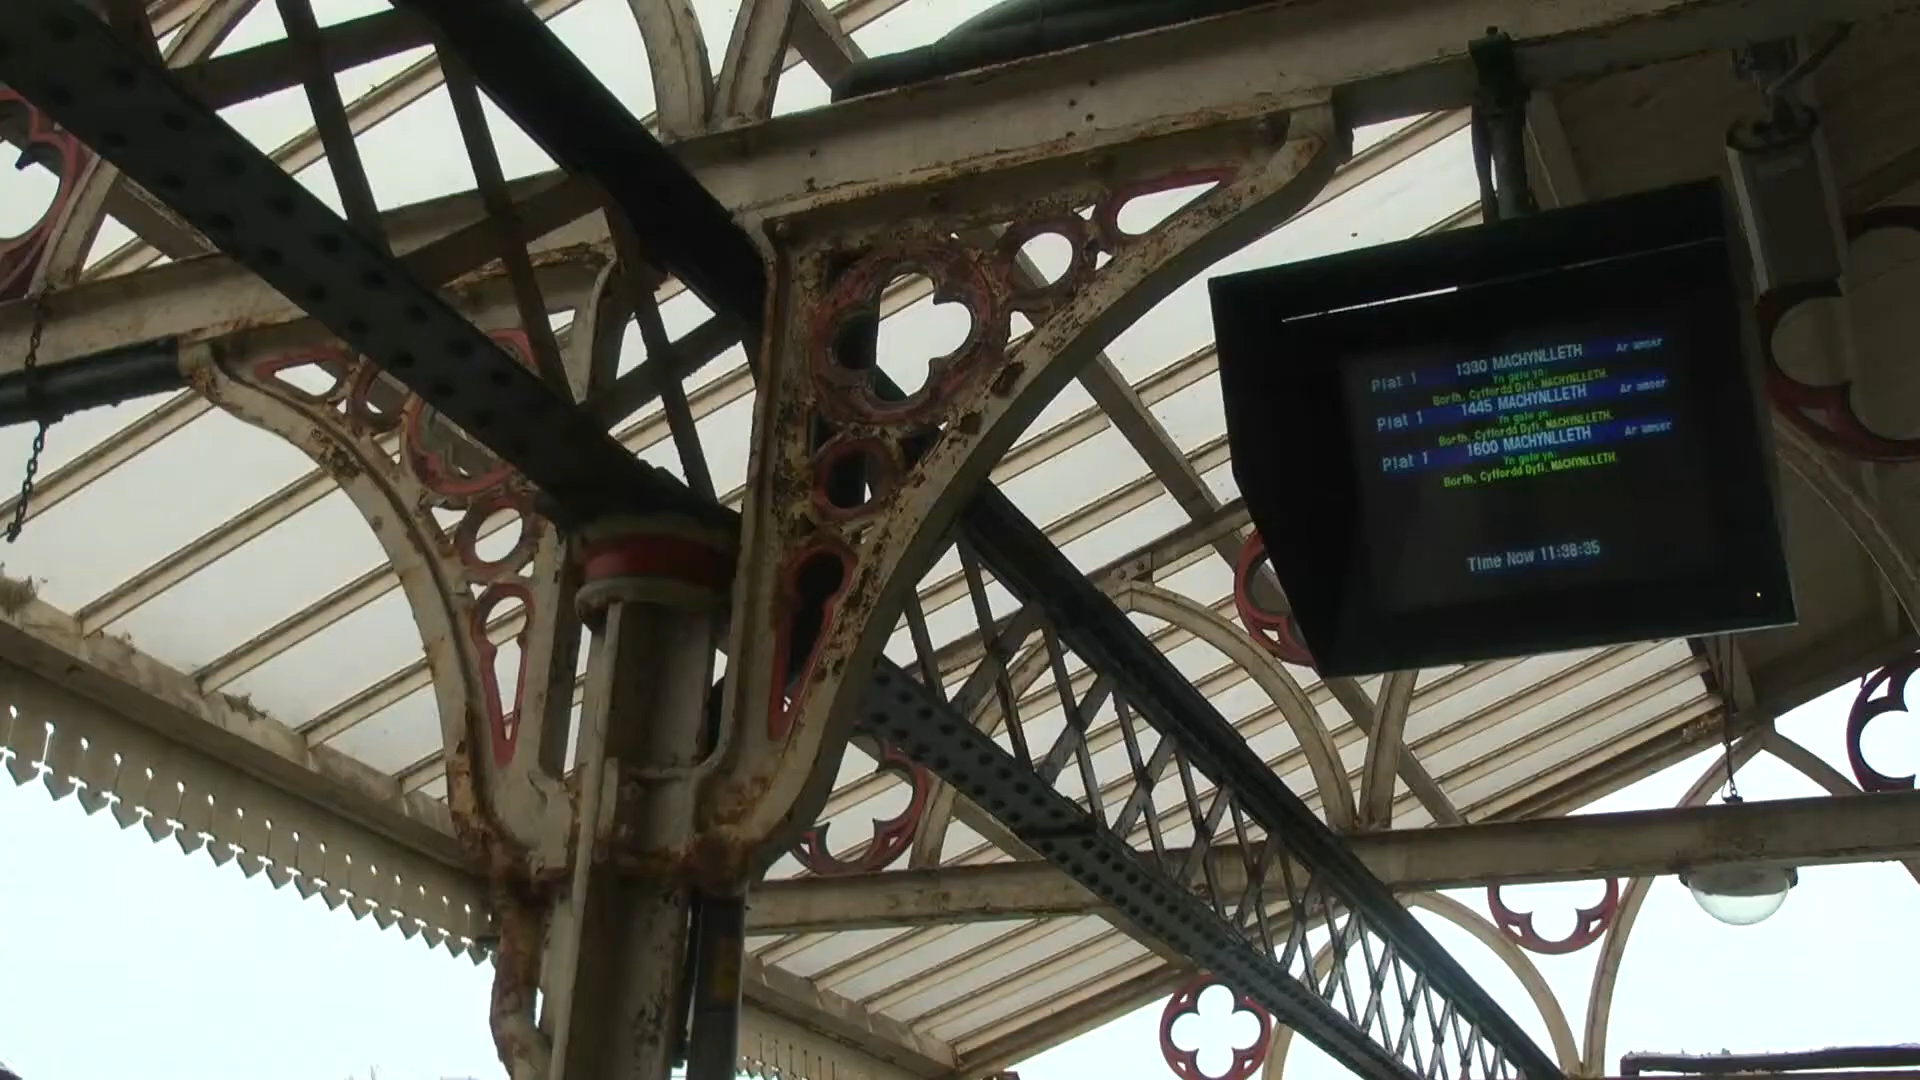 Plat 1 1330 MACHYNLLETH Ar amser
Yn galw yn:
Borth, Cyffordd Dyfi, MACHYNLLETH.
Plat 1 1445 MACHYNLLETH Ar amser
Yn galw yn:
Borth, Cyffordd Dyfi, MACHYNLLETH.
Plat 1 1600 MACHYNLLETH Ar amser
Yn galw yn:
Borth, Cyffordd Dyfi, MACHYNLLETH.
Time Now 11:38:35